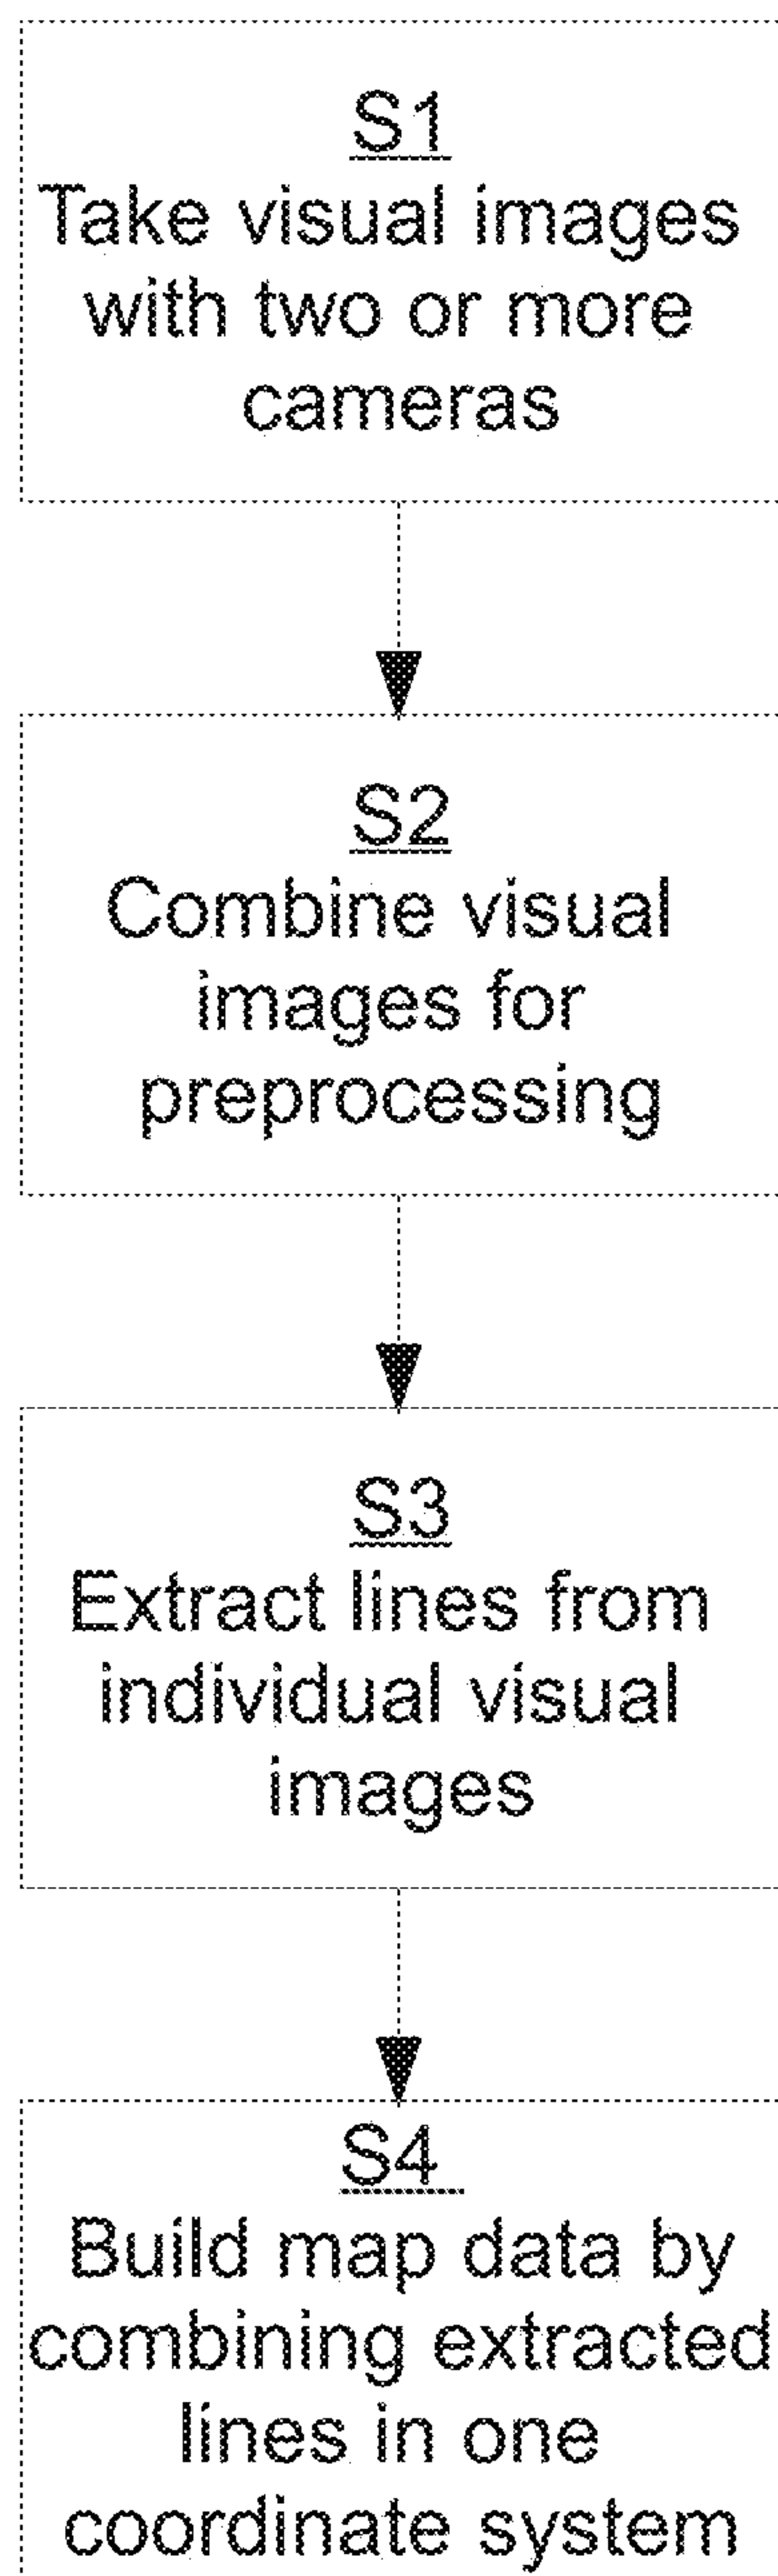 S1
Take visual images
with two or more
cameras
S2
Combine visual
images for
preprocessing
S3
Extract lines from
individual visual
images
S4
Build map data by
combining extracted
lines in one
coordinate system